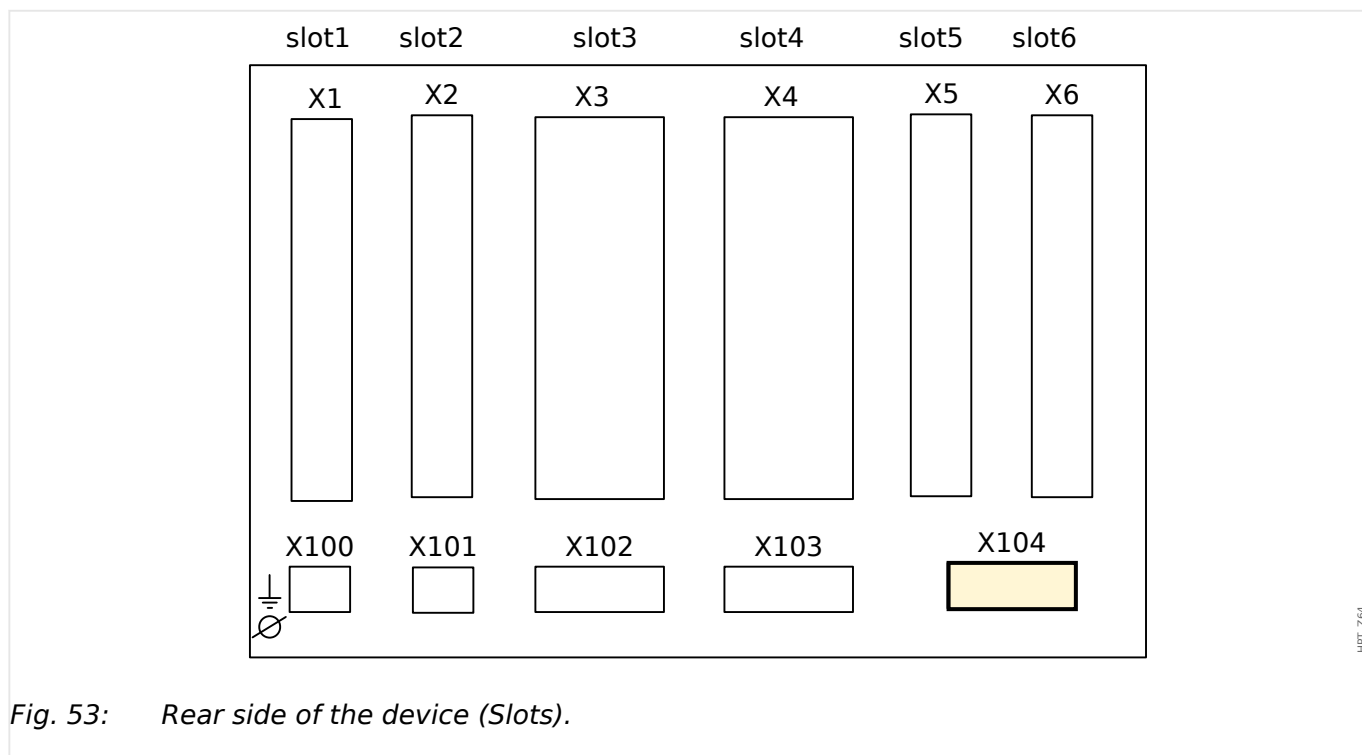 slot1 slot2 slot3 slot4 slot5 slot6
X1 X2 X3 X4 X5 X6
X100 X101 X102 X103 X104
HPT_Z64
Fig. 53: Rear side of the device (Slots).